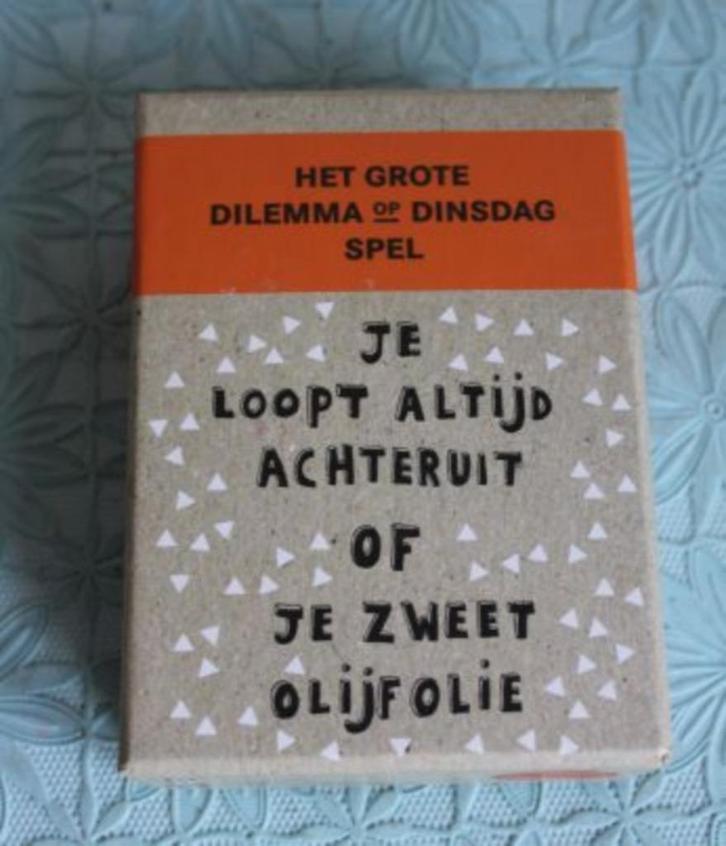 HET GROTE
DILEMMA OP DINSDAG
SPEL
JE
LOOPT ALTIJD
ACHTERUIT
OF
JE ZWEET
OLIJFOLIE